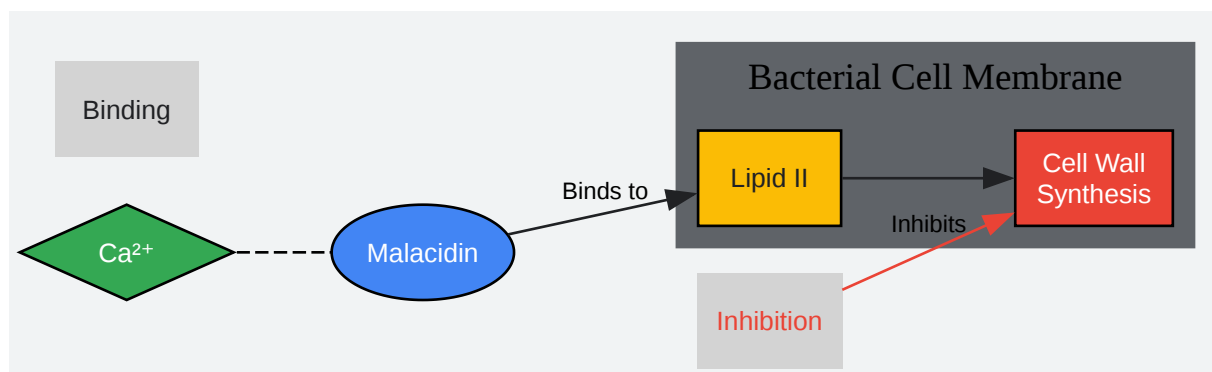 Bacterial Cell Membrane
Binding
Lipid II
Cell Wall
Synthesis
Binds to
Inhibits
Ca²⁺
Malacidin
Inhibition